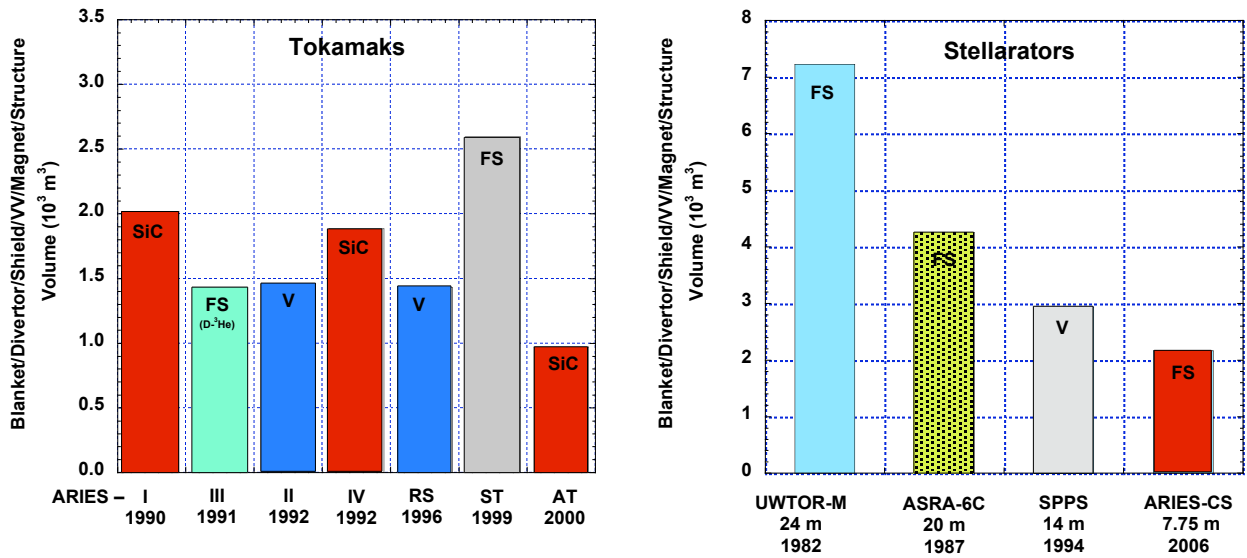 Blanket/Divertor/Shield/VV/Magnet/Structure
Volume (10³ m³)
3.5
3.0
2.5
2.0
1.5
1.0
0.5
0.0
Tokamaks
SiC
FS
(D-³He)
V
SiC
V
FS
SiC
ARIES – I III II IV RS ST AT
1990 1991 1992 1992 1996 1999 2000
Blanket/Divertor/Shield/VV/Magnet/Structure
Volume (10³ m³)
8
7
6
5
4
3
2
1
0
Stellarators
FS
FS
V
FS
UWTOR-M ASRA-6C SPPS ARIES-CS
24 m 20 m 14 m 7.75 m
1982 1987 1994 2006